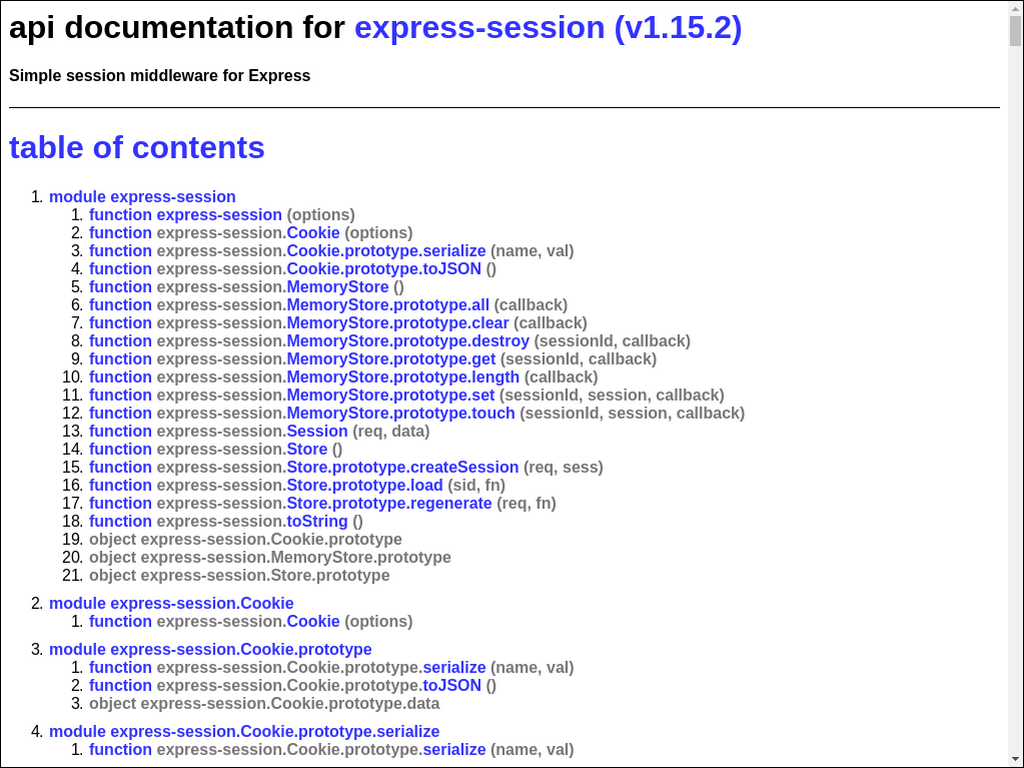 api documentation for express-session (v1.15.2)
Simple session middleware for Express
table of contents
1. module express-session
1. function express-session (options)
2. function express-session.Cookie (options)
3. function express-session.Cookie.prototype.serialize (name, val)
4. function express-session.Cookie.prototype.toJSON ()
5. function express-session.MemoryStore ()
6. function express-session.MemoryStore.prototype.all (callback)
7. function express-session.MemoryStore.prototype.clear (callback)
8. function express-session.MemoryStore.prototype.destroy (sessionId, callback)
9. function express-session.MemoryStore.prototype.get (sessionId, callback)
10. function express-session.MemoryStore.prototype.length (callback)
11. function express-session.MemoryStore.prototype.set (sessionId, session, callback)
12. function express-session.MemoryStore.prototype.touch (sessionId, session, callback)
13. function express-session.Session (req, data)
14. function express-session.Store ()
15. function express-session.Store.prototype.createSession (req, sess)
16. function express-session.Store.prototype.load (sid, fn)
17. function express-session.Store.prototype.regenerate (req, fn)
18. function express-session.toString ()
19. object express-session.Cookie.prototype
20. object express-session.MemoryStore.prototype
21. object express-session.Store.prototype
2. module express-session.Cookie
1. function express-session.Cookie (options)
3. module express-session.Cookie.prototype
1. function express-session.Cookie.prototype.serialize (name, val)
2. function express-session.Cookie.prototype.toJSON ()
3. object express-session.Cookie.prototype.data
4. module express-session.Cookie.prototype.serialize
1. function express-session.Cookie.prototype.serialize (name, val)